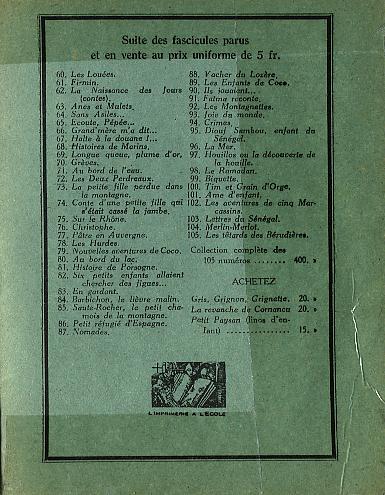 Suite des fascicules parus
et en vente au prix uniforme de 5 fr.
60. Les Louées.
61. Firmin.
62. La Naissance des Jours
(contes).
63. Anes et Mulets.
64. Sans Asiles...
65. Ecoute, Pépée...
66. Grand'mère m'a dit...
67. Halte à la douane !...
68. Histoires de Marins.
69. Longue queue, plume d'or.
70. Grèves.
71. Au bord de l'eau.
72. Les Deux Perdreaux.
73. La petite fille perdue dans
la montagne.
74. Conte d'une petite fille qui
s'était cassé la jambe.
75. Sur le Rhône.
76. Christophe.
77. Pâtre en Auvergne.
78. Les Hurdes.
79. Nouvelles aventures de Coco.
80. Au bord du lac.
81. Histoire de Porsogne.
82. Six petits enfants allaient
chercher des figues...
83. En gardant.
84. Barbichon, le lièvre malin.
85. Saute-Rocher, le petit cha-
mois de la montagne.
86. Petit réfugié d'Espagne.
87. Nomades.
88. Vacher du Lozère.
89. Les Enfants de Coco.
90. Ils jouaient...
91. Fatma raconte.
92. Les Montagnettes.
93. Joie du monde.
94. Crimes.
95. Diouf Sambou, enfant du
Sénégal.
96. La Mer.
97. Houillos ou la découverte de
la houille.
98. Le Ramadan.
99. Biquette.
100. Tim et Grain d'Orge.
101. Ame d'enfant.
102. Les aventures de cinq Mar-
cassins.
103. Lettres du Sénégal.
104. Merlin-Merlot.
105. Les têtards des Bérudières.
Collection complète des
105 numéros ........ 400. »
ACHETEZ
Gris, Grignon, Grignette. 20. »
La revanche de Cornancu 20. »
Petit Paysan (linos d'en-
fant) ................ 15. »
L'IMPRIMERIE A L'ECOLE